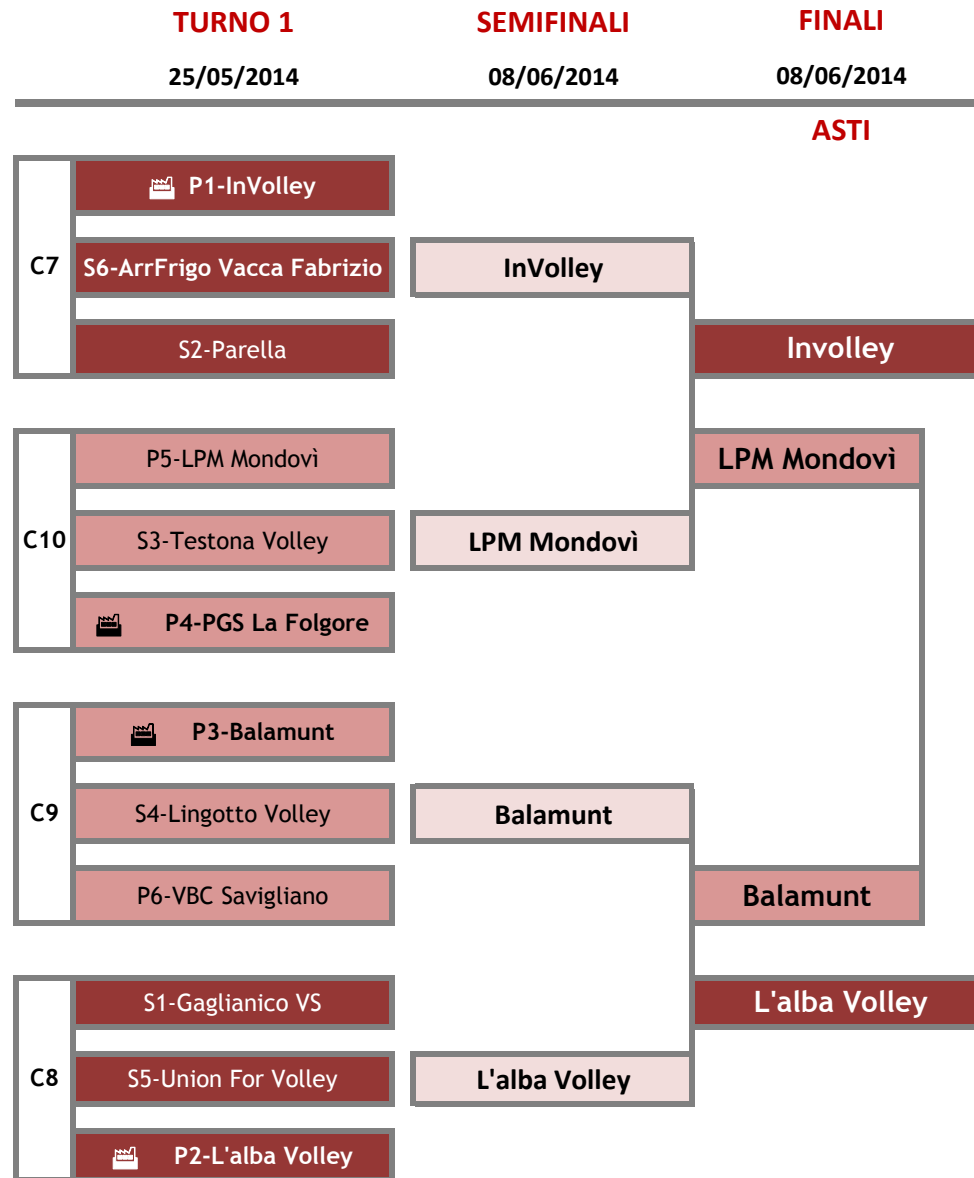 TURNO 1 SEMIFINALI FINALI
25/05/2014 08/06/2014 08/06/2014
ASTI
P1-InVolley
C7 S6-ArrFrigo Vacca Fabrizio InVolley
S2-Parella Involley
P5-LPM Mondovì LPM Mondovì
C10 S3-Testona Volley LPM Mondovì
P4-PGS La Folgore
P3-Balamunt
C9 S4-Lingotto Volley Balamunt
P6-VBC Savigliano Balamunt
S1-Gaglianico VS L'alba Volley
C8 S5-Union For Volley L'alba Volley
P2-L'alba Volley